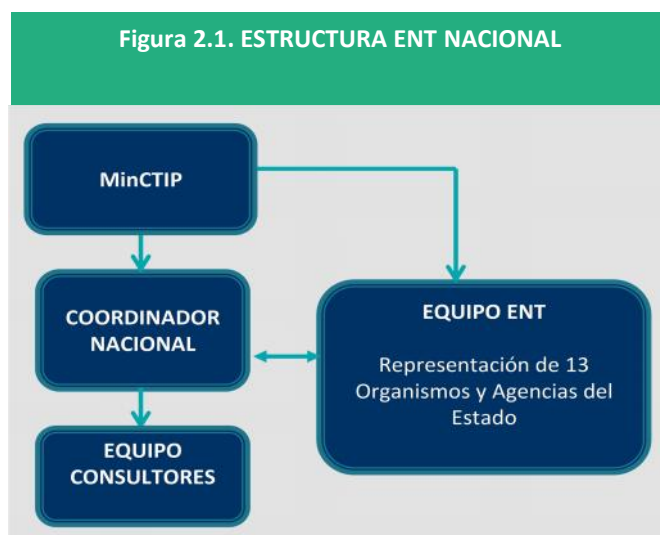 Figura 2.1. ESTRUCTURA ENT NACIONAL
MinCTIP
COORDINADOR
NACIONAL
EQUIPO ENT
Representación de 13
Organismos y Agencias del
Estado
EQUIPO
CONSULTORES